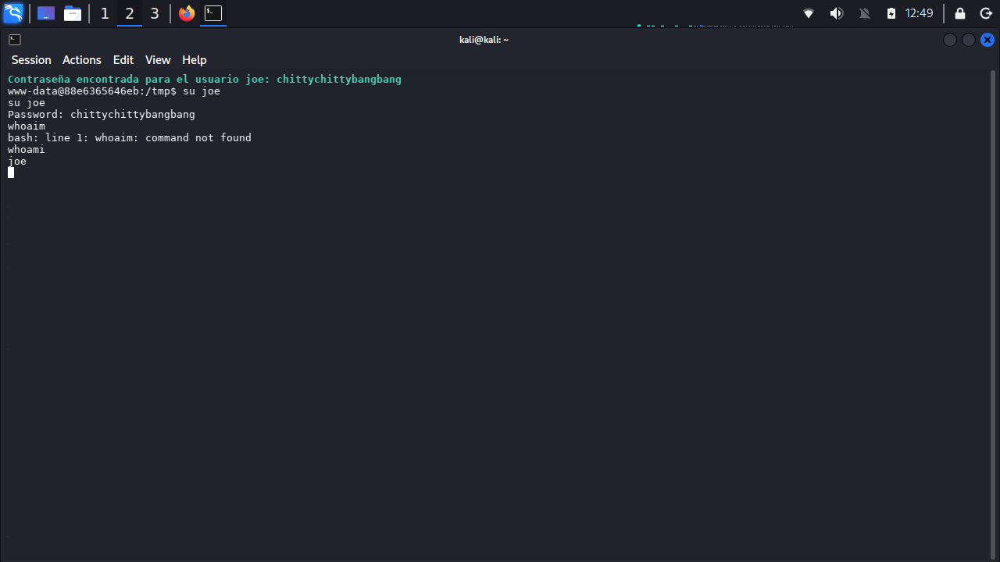 1 2 3 12:49
kali@kali: ~
Session Actions Edit View Help
Contraseña encontrada para el usuario joe: chittychittybangbang
www-data@88e6365646eb:/tmp$ su joe
su joe
Password: chittychittybangbang
whoaim
bash: line 1: whoaim: command not found
whoami
joe